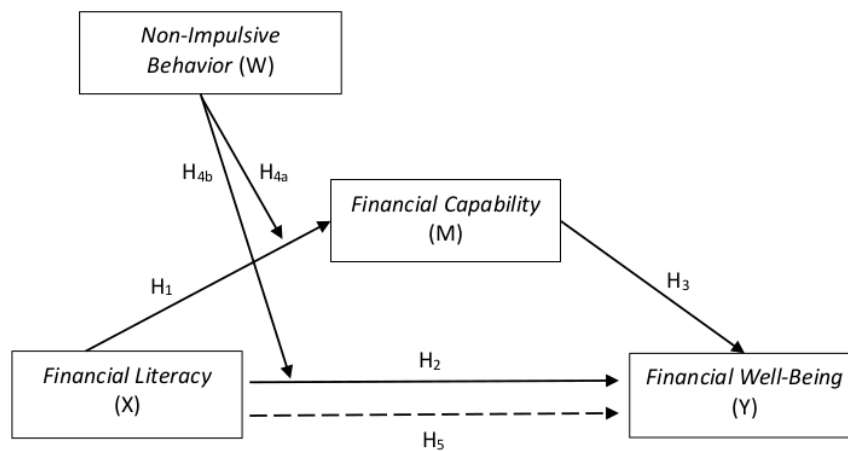 Non-Impulsive
Behavior (W)
H4b
H4a
Financial Capability
(M)
H1
H3
Financial Literacy
(X)
H2
Financial Well-Being
(Y)
H5